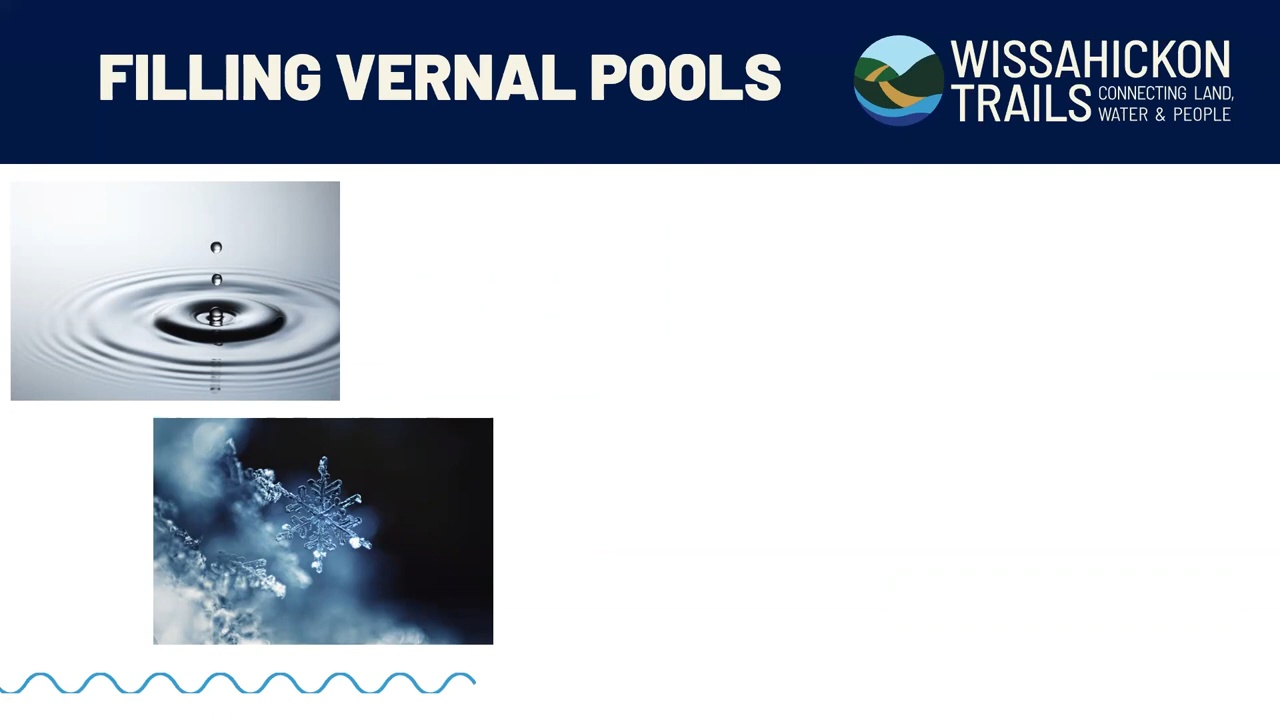 FILLING VERNAL POOLS
WISSAHICKON
TRAILS
CONNECTING LAND,
WATER & PEOPLE